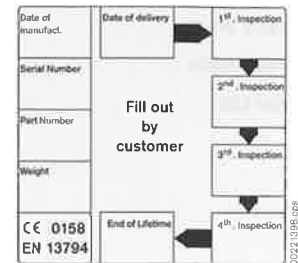 Date of
manufact.
Date of delivery
1st. Inspection
Serial Number
2nd. Inspection
Fill out
by
customer
Part Number
3rd. Inspection
Weight
CE 0158
EN 13794
End of Lifetime
4th. Inspection
00221398.cps